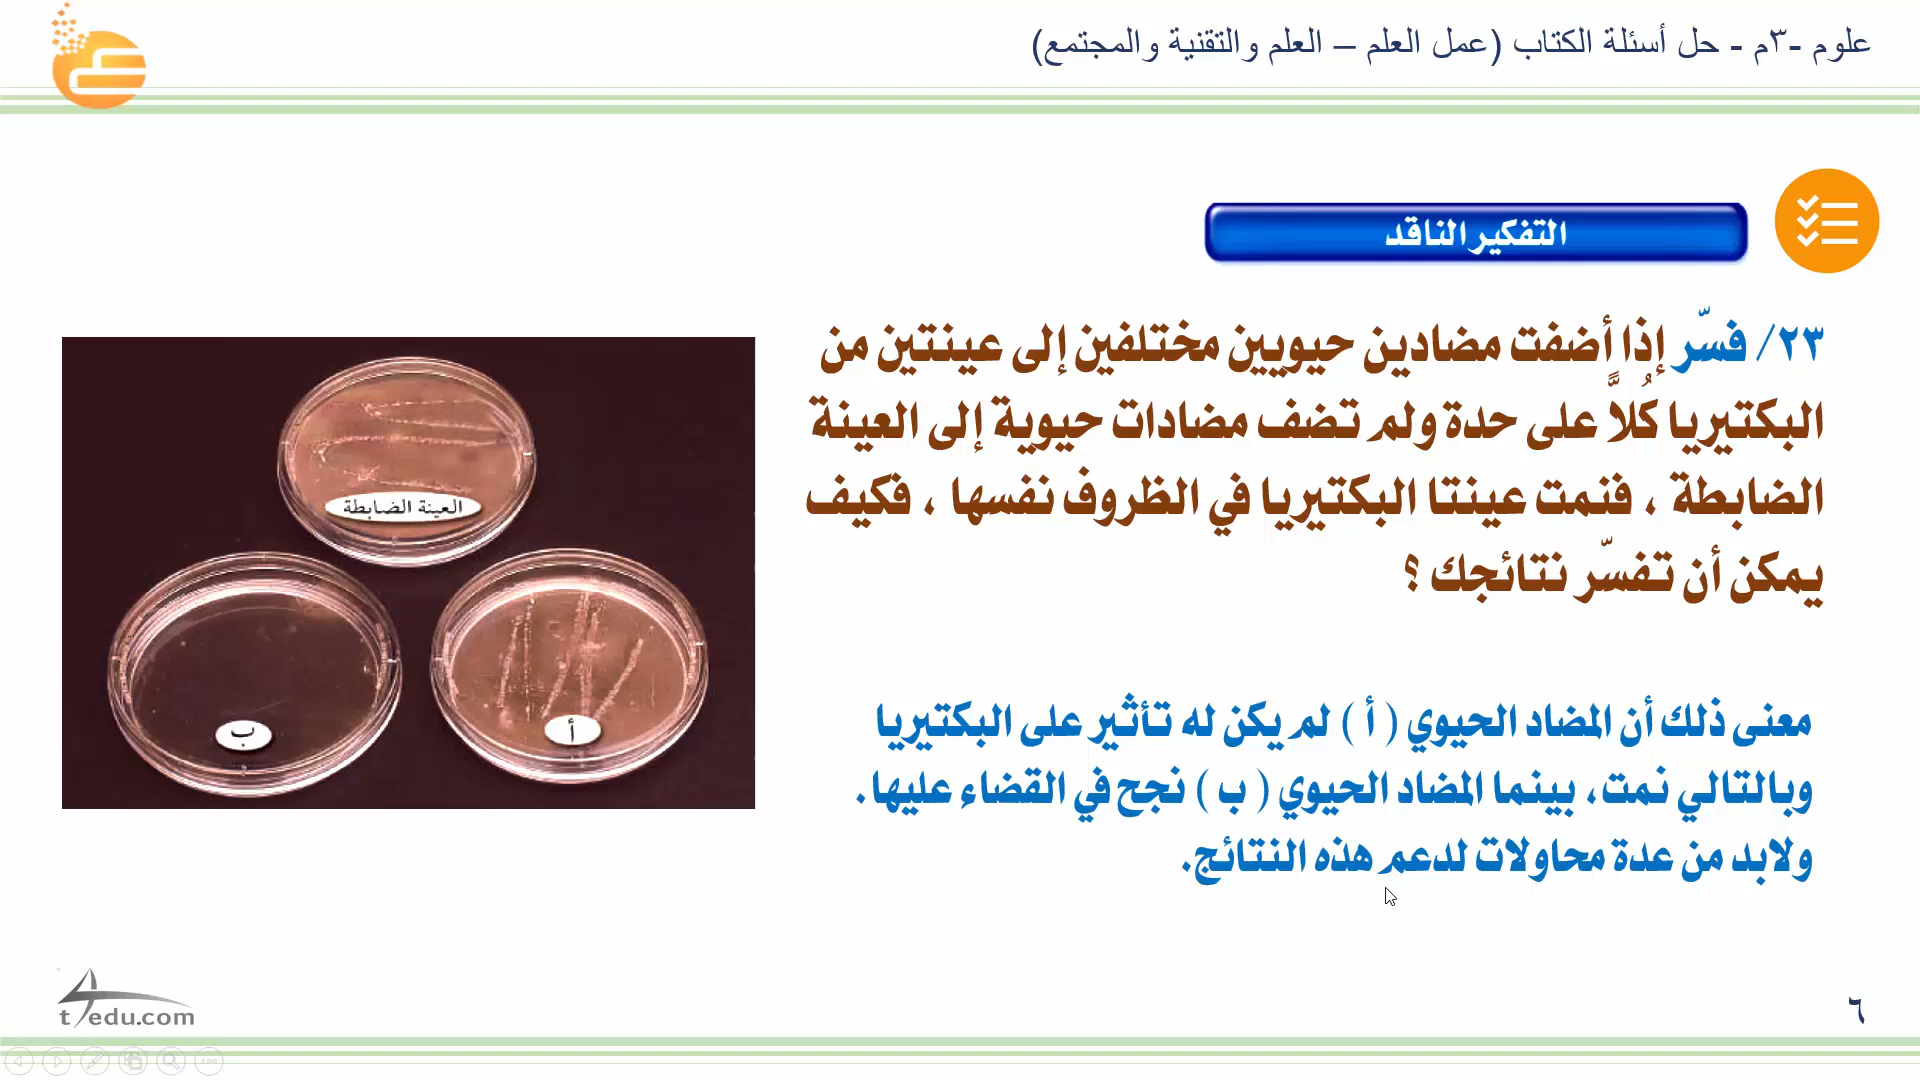 علوم -٣م - حل أسئلة الكتاب (عمل العلم – العلم والتقنية والمجتمع)
التفكير الناقد
٢٣/ فسّر إذا أضفت مضادين حيويين مختلفين إلى عينتين من
البكتيريا كُلاًّ على حدة ولم تضف مضادات حيوية إلى العينة
الضابطة ، فنمت عينتا البكتيريا في الظروف نفسها ، فكيف
يمكن أن تفسّر نتائجك ؟
العينة الضابطة
أ
ب
معنى ذلك أن المضاد الحيوي ( أ ) لم يكن له تأثير على البكتيريا
وبالتالي نمت، بينما المضاد الحيوي ( ب ) نجح في القضاء عليها.
ولابد من عدة محاولات لدعم هذه النتائج.
t4edu.com
٦